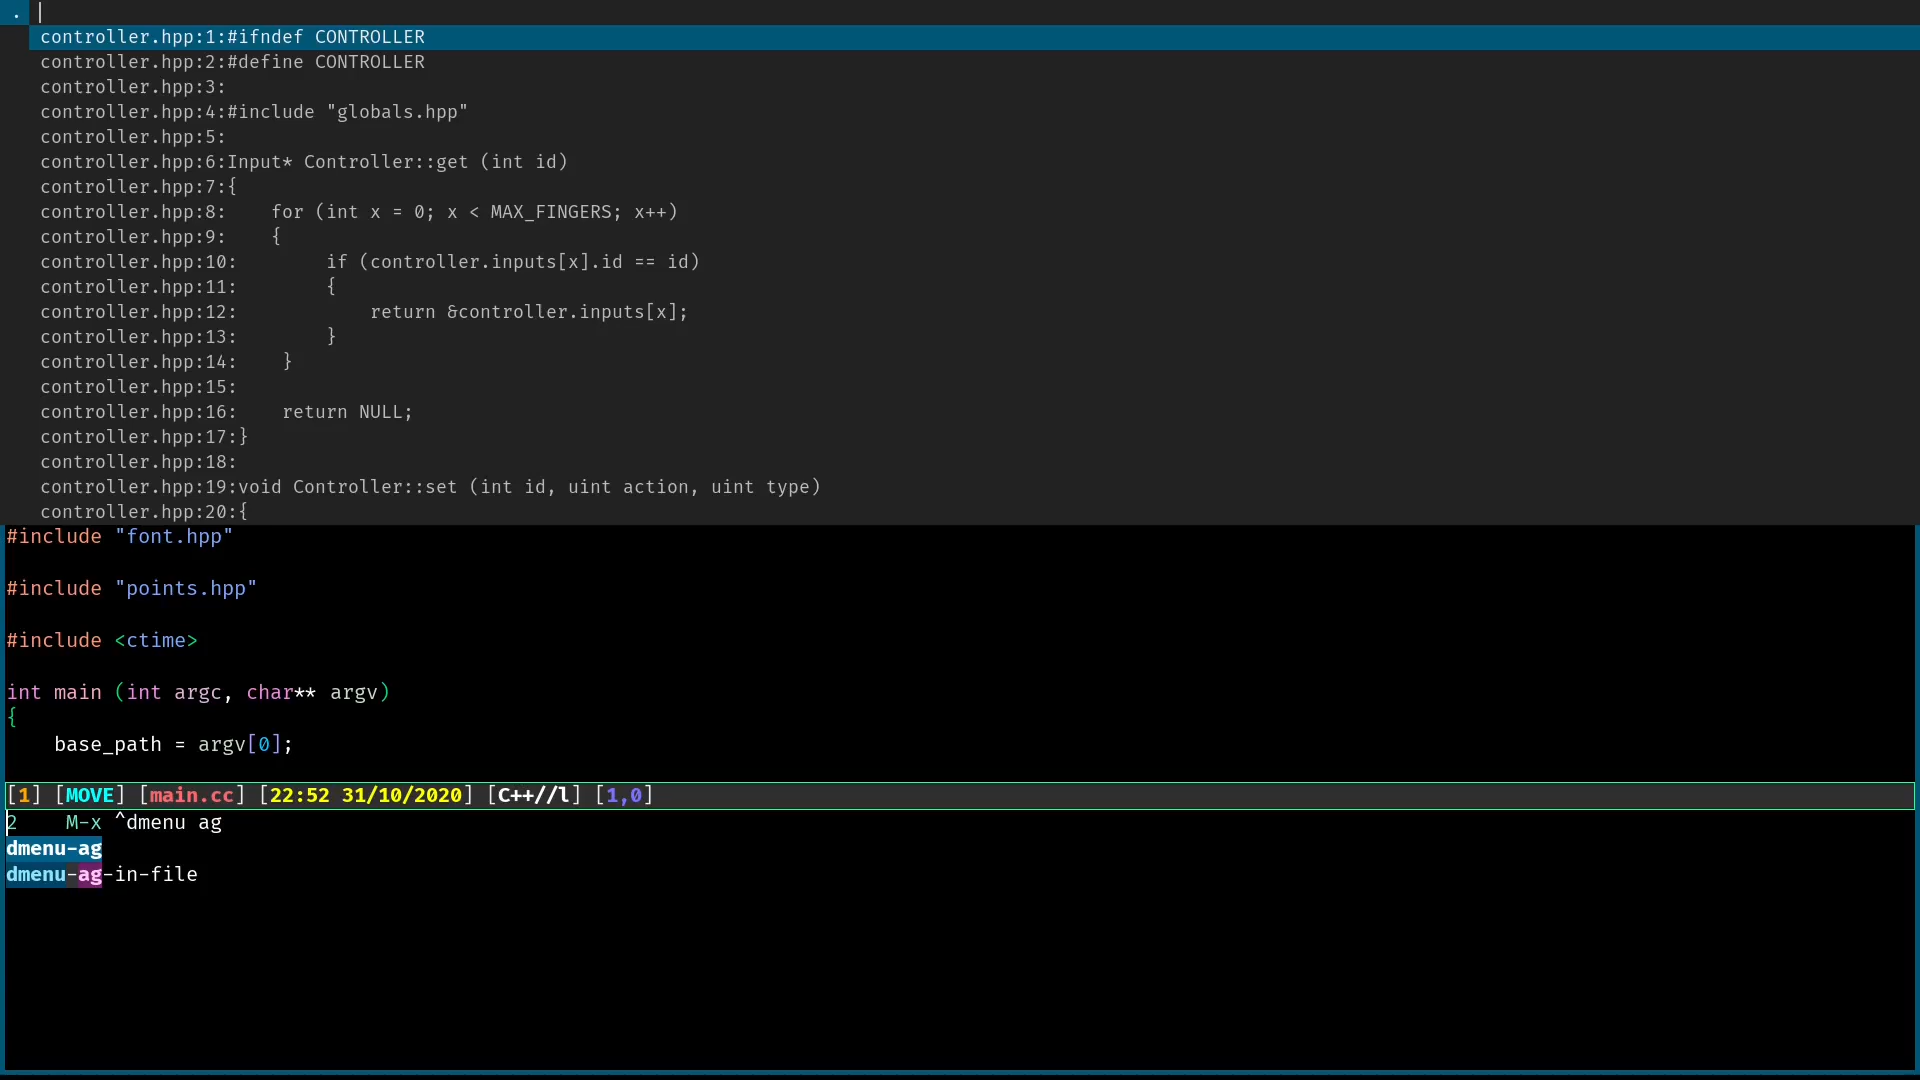 .
controller.hpp:1:#ifndef CONTROLLER
controller.hpp:2:#define CONTROLLER
controller.hpp:3:
controller.hpp:4:#include "globals.hpp"
controller.hpp:5:
controller.hpp:6:Input* Controller::get (int id)
controller.hpp:7:{
controller.hpp:8:    for (int x = 0; x < MAX_FINGERS; x++)
controller.hpp:9:    {
controller.hpp:10:        if (controller.inputs[x].id == id)
controller.hpp:11:        {
controller.hpp:12:            return &controller.inputs[x];
controller.hpp:13:        }
controller.hpp:14:    }
controller.hpp:15:
controller.hpp:16:    return NULL;
controller.hpp:17:}
controller.hpp:18:
controller.hpp:19:void Controller::set (int id, uint action, uint type)
controller.hpp:20:{
#include "font.hpp"
#include "points.hpp"
#include <ctime>
int main (int argc, char** argv)
{
    base_path = argv[0];
[1] [MOVE] [main.cc] [22:52 31/10/2020] [C++//l] [1,0]
2    M-x ^dmenu ag
dmenu-ag
dmenu-ag-in-file